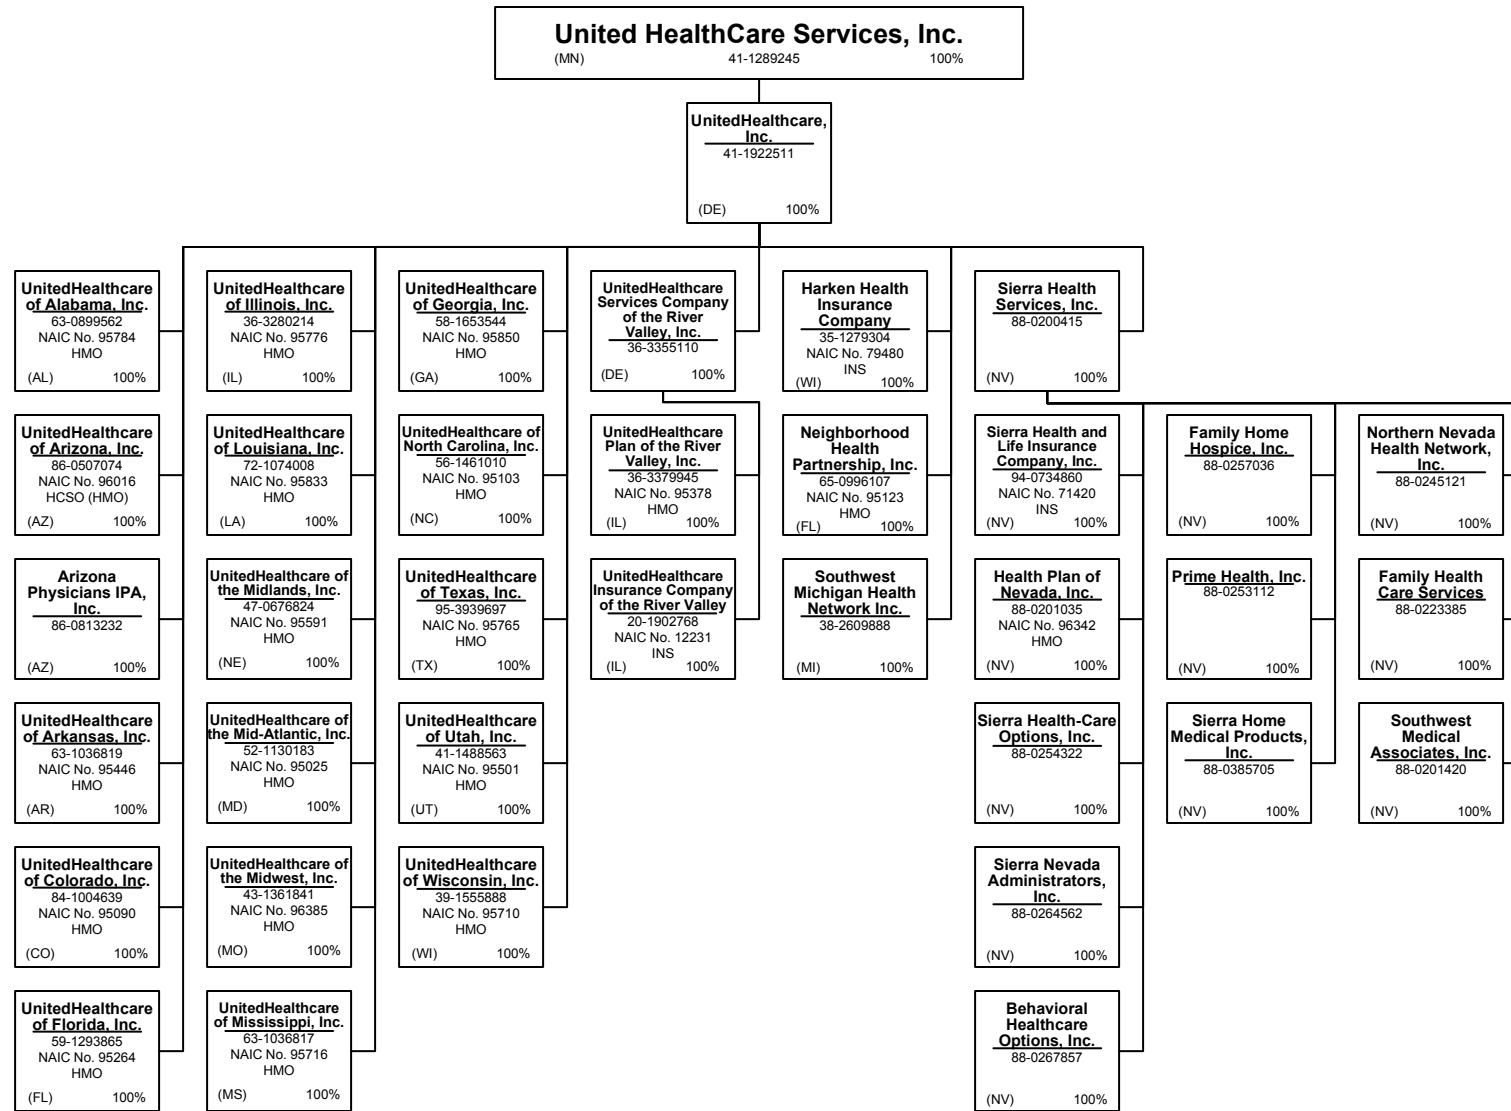 United HealthCare Services, Inc.
(MN) 41-1289245 100%
UnitedHealthcare,
Inc.
41-1922511
(DE) 100%
UnitedHealthcare
of Alabama, Inc.
63-0899562
NAIC No. 95784
HMO
(AL) 100%
UnitedHealthcare
of Illinois, Inc.
36-3280214
NAIC No. 95776
HMO
(IL) 100%
UnitedHealthcare
of Georgia, Inc.
58-1653544
NAIC No. 95850
HMO
(GA) 100%
UnitedHealthcare
Services Company
of the River
Valley, Inc.
36-3355110
(DE) 100%
Harken Health
Insurance
Company
35-1279304
NAIC No. 79480
INS
(WI) 100%
Sierra Health
Services, Inc.
88-0200415
(NV) 100%
UnitedHealthcare
of Arizona, Inc.
86-0507074
NAIC No. 96016
HCSO (HMO)
(AZ) 100%
UnitedHealthcare
of Louisiana, Inc.
72-1074008
NAIC No. 95833
HMO
(LA) 100%
UnitedHealthcare of
North Carolina, Inc.
56-1461010
NAIC No. 95103
HMO
(NC) 100%
UnitedHealthcare
Plan of the River
Valley, Inc.
36-3379945
NAIC No. 95378
HMO
(IL) 100%
Neighborhood
Health
Partnership, Inc.
65-0996107
NAIC No. 95123
HMO
(FL) 100%
Sierra Health and
Life Insurance
Company, Inc.
94-0734860
NAIC No. 71420
INS
(NV) 100%
Family Home
Hospice, Inc.
88-0257036
(NV) 100%
Northern Nevada
Health Network,
Inc.
88-0245121
(NV) 100%
Arizona
Physicians IPA,
Inc.
86-0813232
(AZ) 100%
UnitedHealthcare of
the Midlands, Inc.
47-0676824
NAIC No. 95591
HMO
(NE) 100%
UnitedHealthcare
of Texas, Inc.
95-3939697
NAIC No. 95765
HMO
(TX) 100%
UnitedHealthcare
Insurance Company
of the River Valley
20-1902768
NAIC No. 12231
INS
(IL) 100%
Southwest
Michigan Health
Network Inc.
38-2609888
(MI) 100%
Health Plan of
Nevada, Inc.
88-0201035
NAIC No. 96342
HMO
(NV) 100%
Prime Health, Inc.
88-0253112
(NV) 100%
Family Health
Care Services
88-0223385
(NV) 100%
UnitedHealthcare
of Arkansas, Inc.
63-1036819
NAIC No. 95446
HMO
(AR) 100%
UnitedHealthcare of
the Mid-Atlantic, Inc.
52-1130183
NAIC No. 95025
HMO
(MD) 100%
UnitedHealthcare
of Utah, Inc.
41-1488563
NAIC No. 95501
HMO
(UT) 100%
Sierra Health-Care
Options, Inc.
88-0254322
(NV) 100%
Sierra Home
Medical Products,
Inc.
88-0385705
(NV) 100%
Southwest
Medical
Associates, Inc.
88-0201420
(NV) 100%
UnitedHealthcare
of Colorado, Inc.
84-1004639
NAIC No. 95090
HMO
(CO) 100%
UnitedHealthcare of
the Midwest, Inc.
43-1361841
NAIC No. 96385
HMO
(MO) 100%
UnitedHealthcare
of Wisconsin, Inc.
39-1555888
NAIC No. 95710
HMO
(WI) 100%
Sierra Nevada
Administrators,
Inc.
88-0264562
(NV) 100%
UnitedHealthcare
of Florida, Inc.
59-1293865
NAIC No. 95264
HMO
(FL) 100%
UnitedHealthcare
of Mississippi, Inc.
63-1036817
NAIC No. 95716
HMO
(MS) 100%
Behavioral
Healthcare
Options, Inc.
88-0267857
(NV) 100%